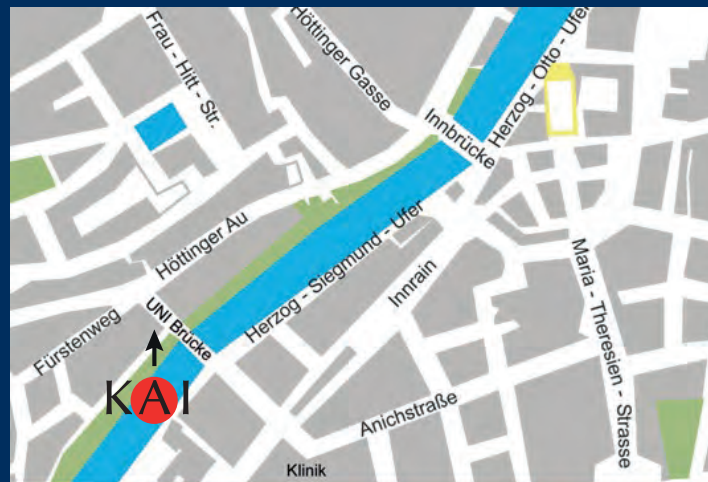 Frau - Hitt - Str.
Höttinger Gasse
Herzog - Otto - Ufer
Innbrücke
Höttinger Au
Herzog - Siegmund - Ufer
Innrain
Maria - Theresien - Strasse
UNI Brücke
Fürstenweg
KAI
Anichstraße
Klinik